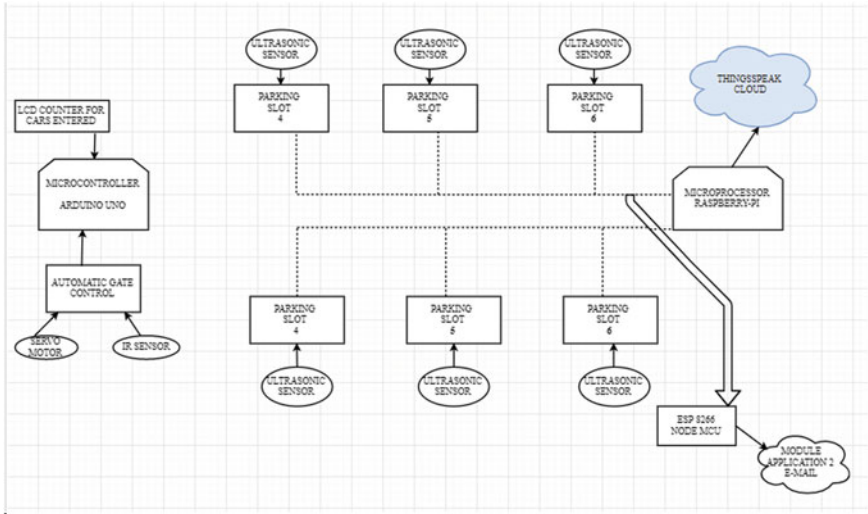 ULTRASONIC
SENSOR
ULTRASONIC
SENSOR
ULTRASONIC
SENSOR
THINGSSPEAK
CLOUD
LCD COUNTER FOR
CARS ENTERED
PARKING
SLOT
4
PARKING
SLOT
5
PARKING
SLOT
6
MICROCONTROLLER
ARDUINO UNO
MICROPROCESSOR
RASPBERRY-PI
AUTOMATIC GATE
CONTROL
SERVO
MOTOR
IR SENSOR
PARKING
SLOT
4
PARKING
SLOT
5
PARKING
SLOT
6
ULTRASONIC
SENSOR
ULTRASONIC
SENSOR
ULTRASONIC
SENSOR
ESP 8266
NODE MCU
MODULE
APPLICATION 2
E-MAIL